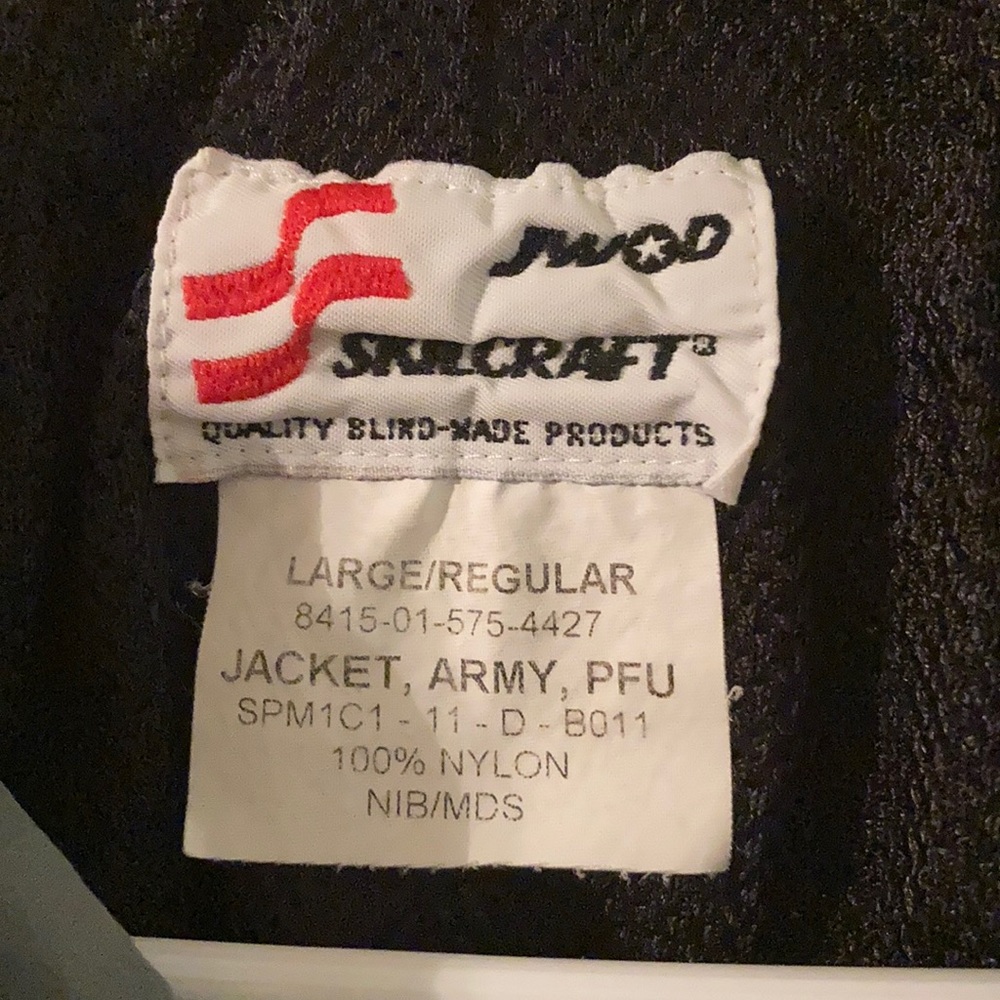 JWOD
SKILCRAFT®
QUALITY BLIND-MADE PRODUCTS
LARGE/REGULAR
8415-01-575-4427
JACKET, ARMY, PFU
SPM1C1 - 11 - D - B011
100% NYLON
NIB/MDS